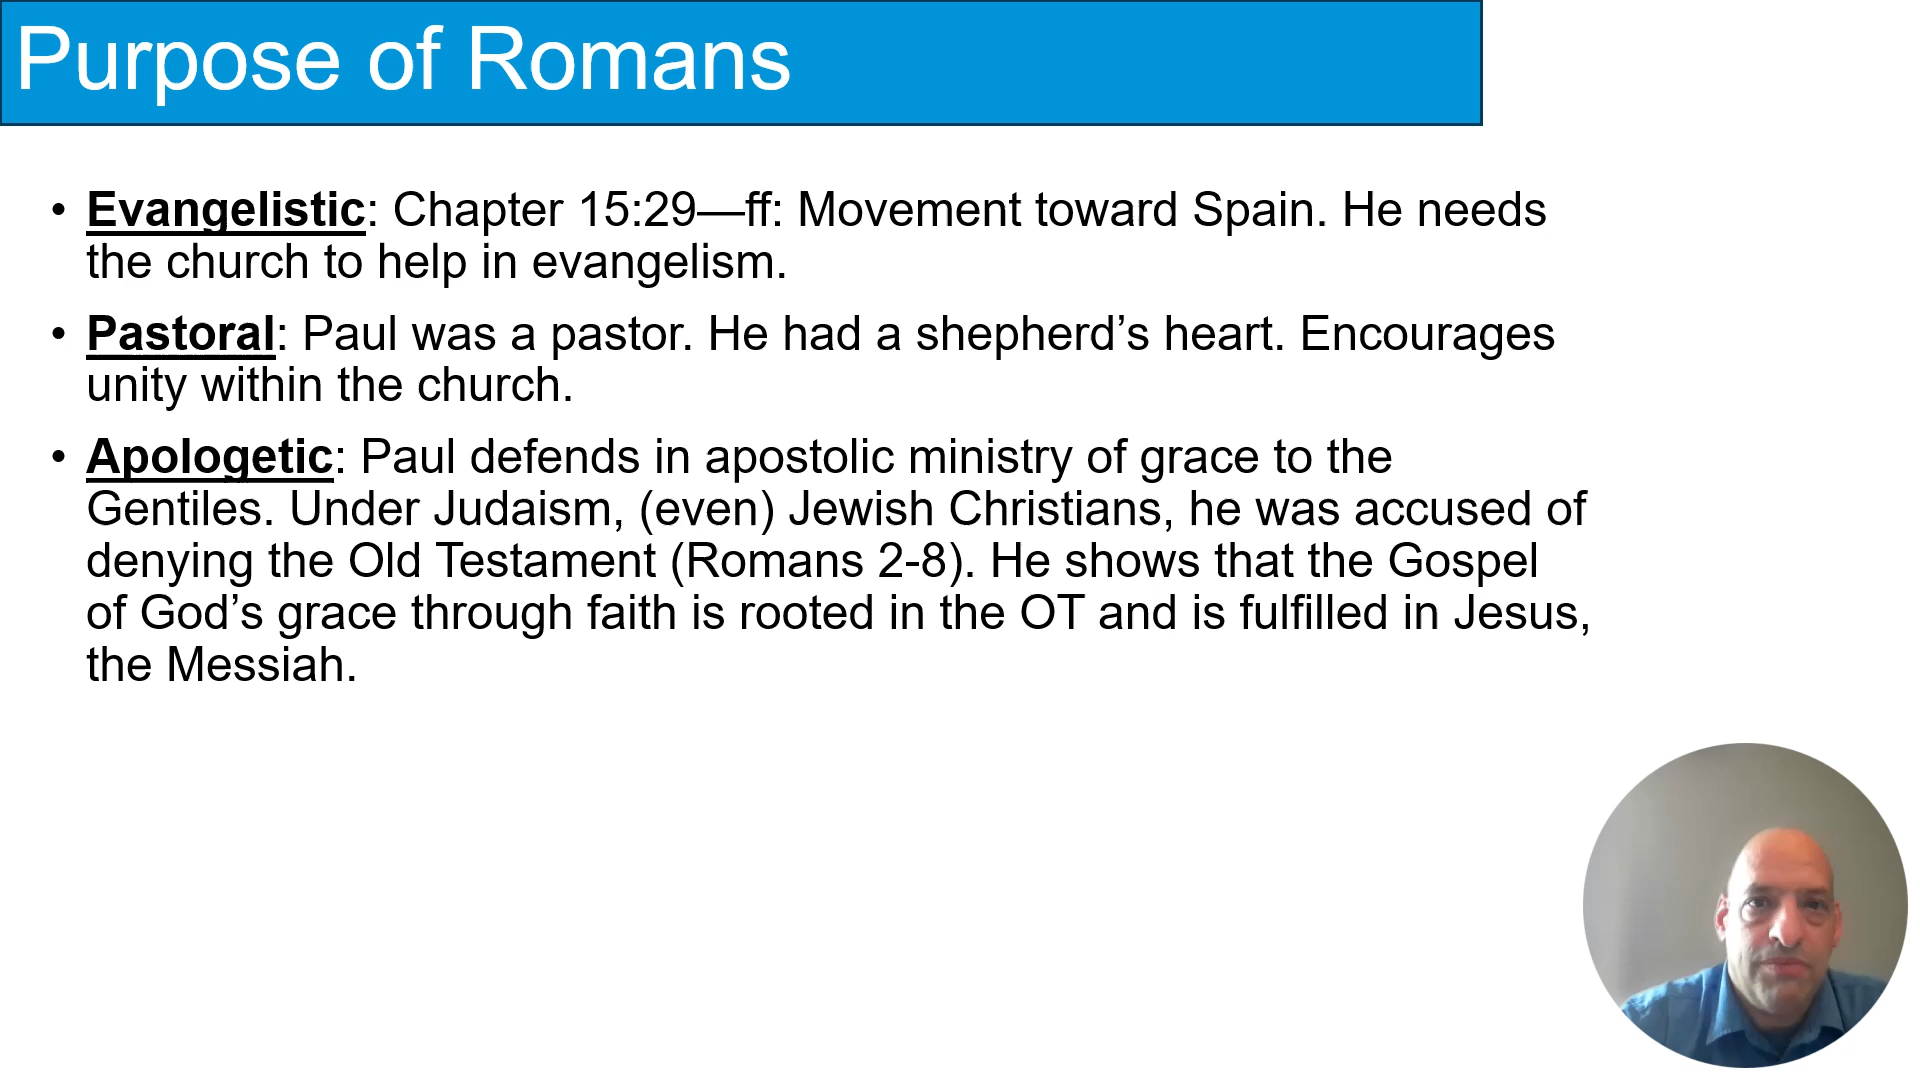 Purpose of Romans
• Evangelistic: Chapter 15:29—ff: Movement toward Spain. He needs
the church to help in evangelism.
• Pastoral: Paul was a pastor. He had a shepherd’s heart. Encourages
unity within the church.
• Apologetic: Paul defends in apostolic ministry of grace to the
Gentiles. Under Judaism, (even) Jewish Christians, he was accused of
denying the Old Testament (Romans 2-8). He shows that the Gospel
of God’s grace through faith is rooted in the OT and is fulfilled in Jesus,
the Messiah.